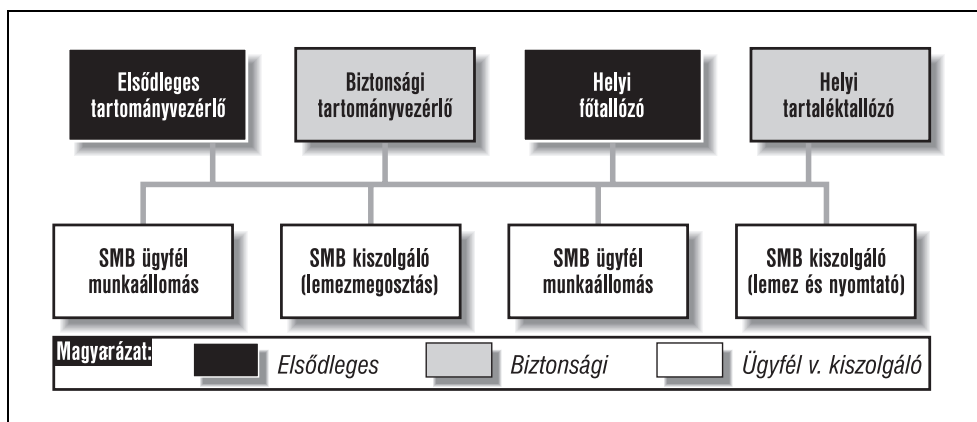 Elsődleges
tartományvezérlő
Biztonsági
tartományvezérlő
Helyi
főtallózó
Helyi
tartaléktallózó
SMB ügyfél
munkaállomás
SMB kiszolgáló
(lemezmegosztás)
SMB ügyfél
munkaállomás
SMB kiszolgáló
(lemez és nyomtató)
Magyarázat:
Elsődleges
Biztonsági
Ügyfél v. kiszolgáló